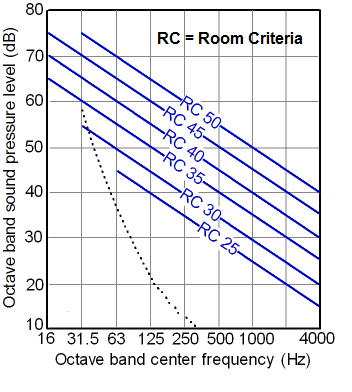 RC = Room Criteria
Octave band sound pressure level (dB)
80
70
60
50
40
30
20
10
RC 50
RC 45
RC 40
RC 35
RC 30
RC 25
16 31.5 63 125 250 500 1000 4000
Octave band center frequency (Hz)